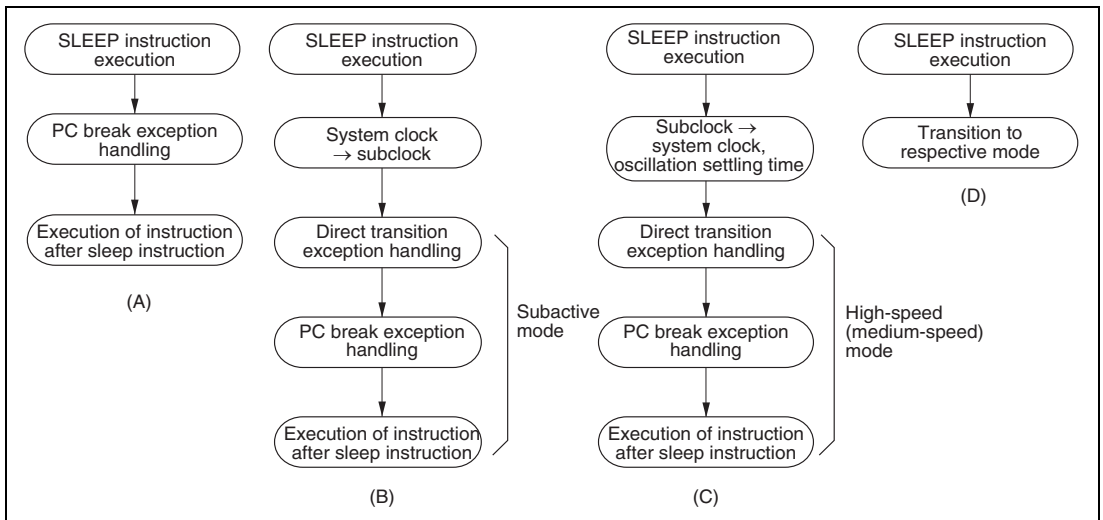 SLEEP instruction
execution
PC break exception
handling
Execution of instruction
after sleep instruction
(A)
SLEEP instruction
execution
System clock
→ subclock
Direct transition
exception handling
PC break exception
handling
Execution of instruction
after sleep instruction
Subactive
mode
(B)
SLEEP instruction
execution
Subclock →
system clock,
oscillation settling time
Direct transition
exception handling
PC break exception
handling
Execution of instruction
after sleep instruction
High-speed
(medium-speed)
mode
(C)
SLEEP instruction
execution
Transition to
respective mode
(D)